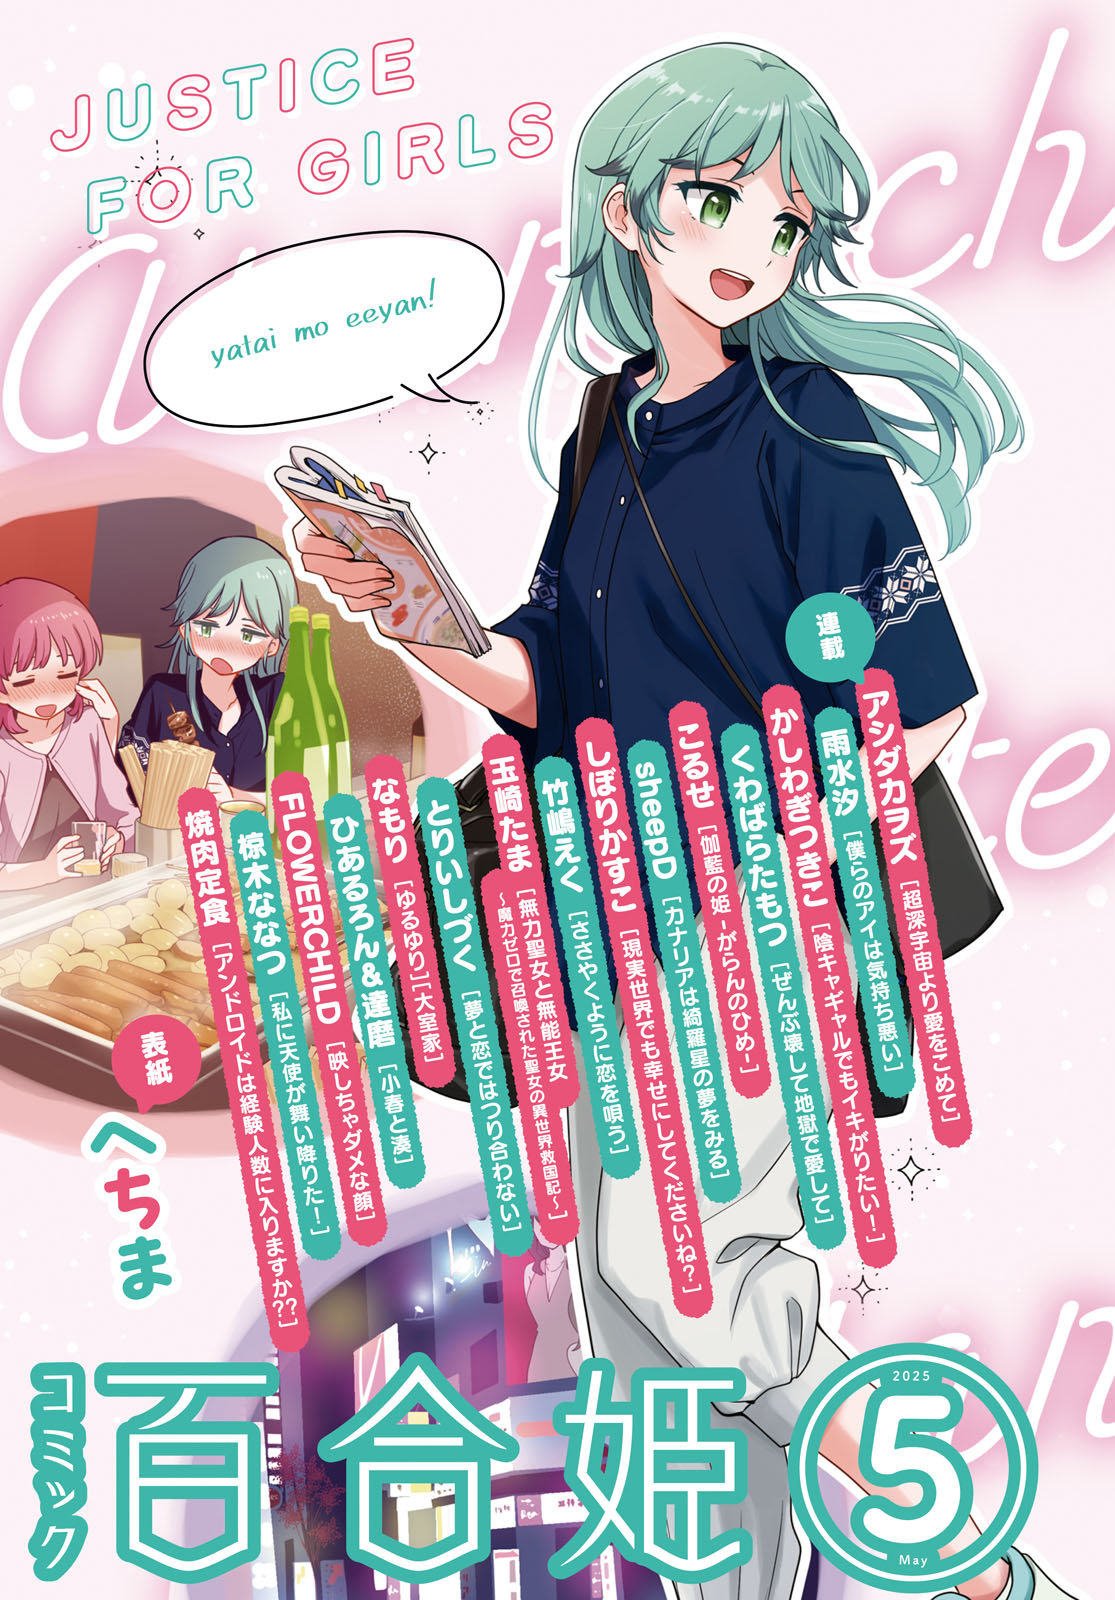 JUSTICE
FOR GIRLS
yatai mo eeyan!
連載
アシダカヲズ [超深宇宙より愛をこめて]
雨水汐 [僕らのアイは気持ち悪い]
かしわぎつきこ [陰キャギャルでもイキがりたい!]
くわばらたもつ [ぜんぶ壊して地獄で愛して]
こるせ [伽藍の姫-がらんのひめ-]
sheepD [カナリアは綺羅星の夢をみる]
しぼりかすこ [現実世界でも幸せにしてくださいね?]
竹嶋えく [ささやくように恋を唄う]
玉崎たま [無力聖女と無能王女
～魔力ゼロで召喚された聖女の異世界救国記～]
とりいしづく [夢と恋ではつり合わない]
なもり [ゆるゆり][大室家]
ひあるろん&達磨 [小春と湊]
FLOWERCHILD [映しちゃダメな顔]
椋木ななつ [私に天使が舞い降りた!]
焼肉定食 [アンドロイドは経験人数に入りますか??]
表紙
へちま
コミック
百合姫
2025
5
May